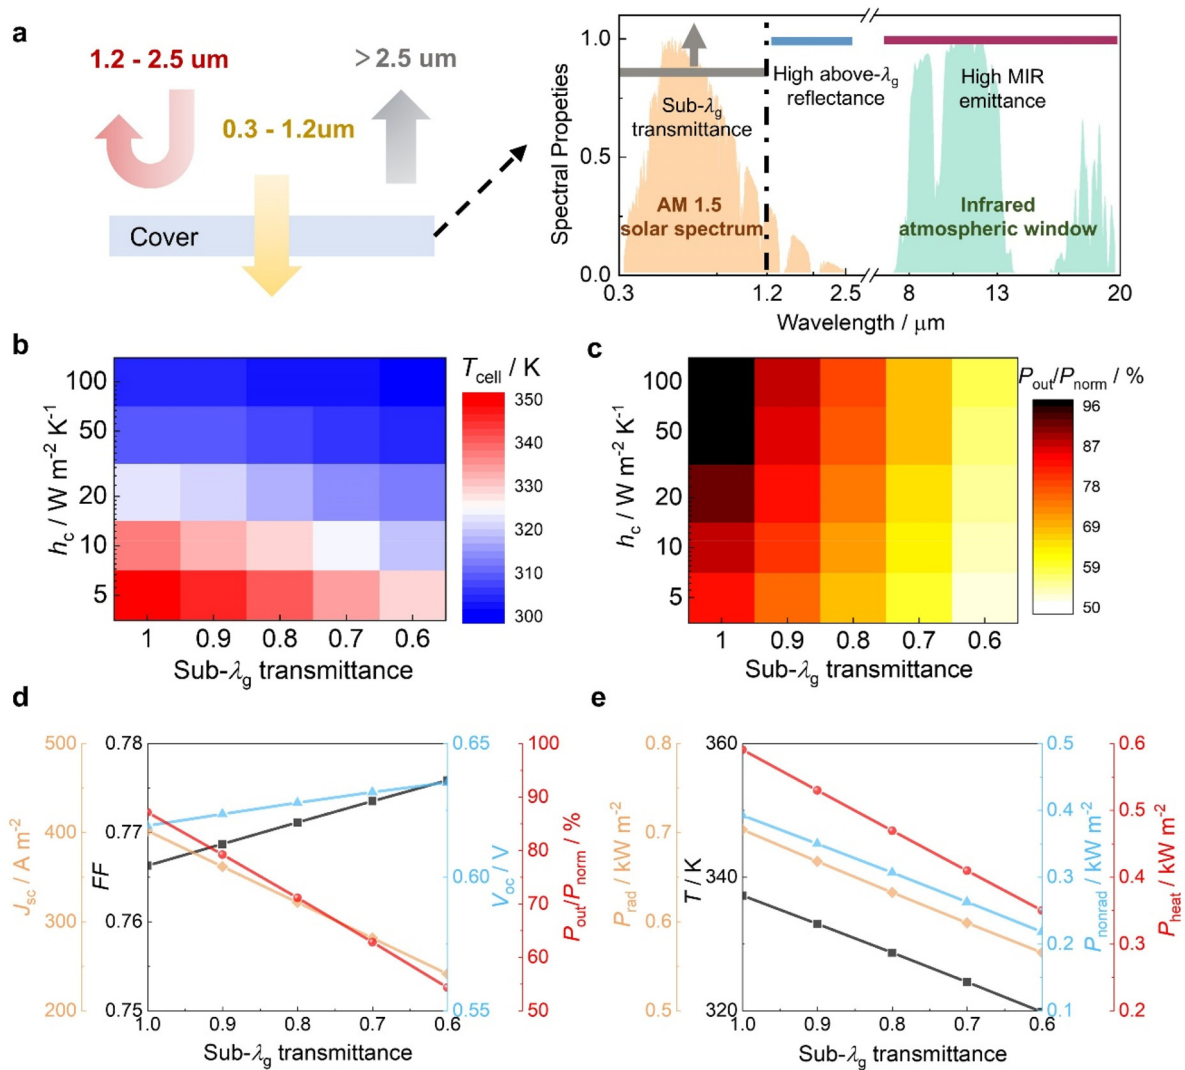 a
1.2 - 2.5 um
> 2.5 um
0.3 - 1.2um
Cover
Spectral Propeties
1.0
0.5
0.0
Sub-λg
transmittance
High above-λg
reflectance
High MIR
emittance
AM 1.5
solar spectrum
Infrared
atmospheric window
0.3
1.2
2.5
8
13
20
Wavelength / μm
b
hc / W m-2 K-1
100
50
20
10
5
1
0.9
0.8
0.7
0.6
Sub-λg transmittance
Tcell / K
350
340
330
320
310
300
c
hc / W m-2 K-1
100
50
20
10
5
1
0.9
0.8
0.7
0.6
Sub-λg transmittance
Pout/Pnorm / %
96
87
78
69
59
50
d
Jsc / A m-2
500
400
300
200
FF
0.78
0.77
0.76
0.75
1.0
0.9
0.8
0.7
0.6
Sub-λg transmittance
Voc / V
0.65
0.60
0.55
Pout/Pnorm / %
100
90
80
70
60
50
e
Prad / kW m-2
0.8
0.7
0.6
0.5
T / K
360
340
320
1.0
0.9
0.8
0.7
0.6
Sub-λg transmittance
Pnonrad / kW m-2
0.5
0.4
0.3
0.2
0.1
Pheat / kW m-2
0.6
0.5
0.4
0.3
0.2